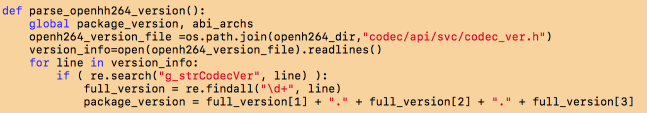 def parse_openhh264_version():
    global package_version, abi_archs
    openh264_version_file =os.path.join(openh264_dir,"codec/api/svc/codec_ver.h")
    version_info=open(openh264_version_file).readlines()
    for line in version_info:
        if ( re.search("g_strCodecVer", line) ):
            full_version = re.findall("\d+", line)
            package_version = full_version[1] + "." + full_version[2] + "." + full_version[3]